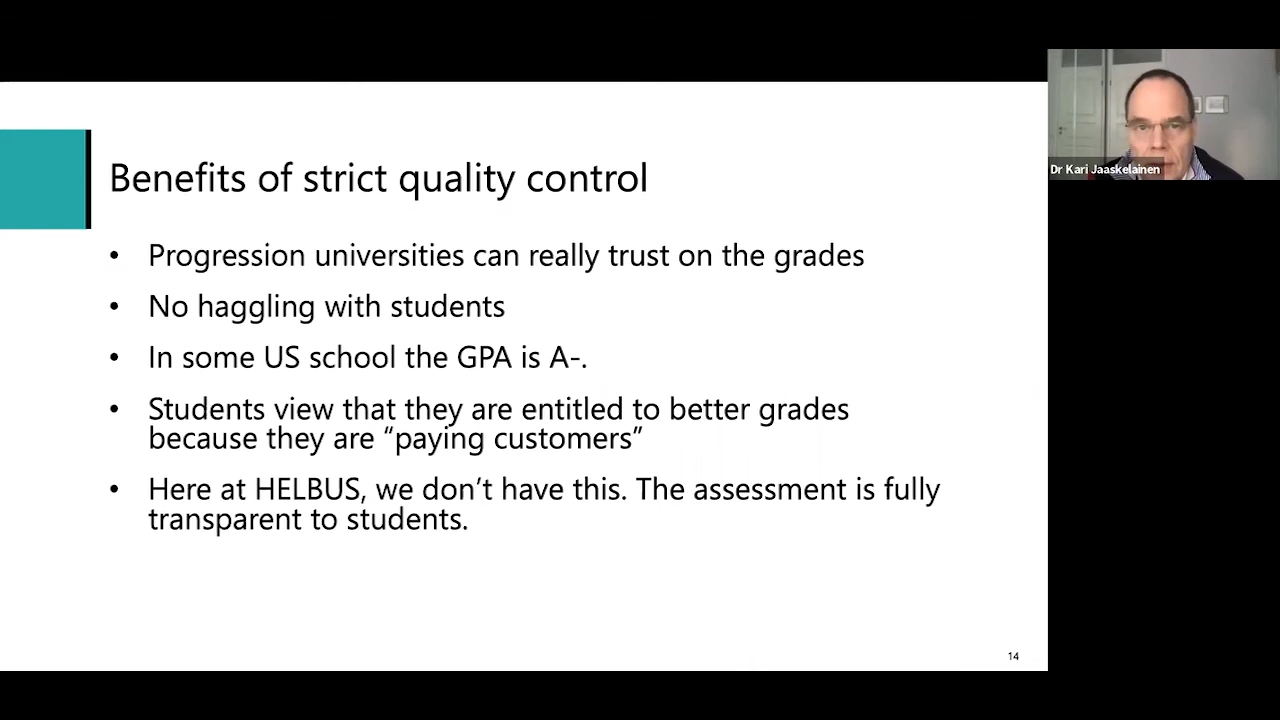 Benefits of strict quality control
• Progression universities can really trust on the grades
• No haggling with students
• In some US school the GPA is A-.
• Students view that they are entitled to better grades
because they are “paying customers”
• Here at HELBUS, we don’t have this. The assessment is fully
transparent to students.
14
Dr Kari Jaaskelainen